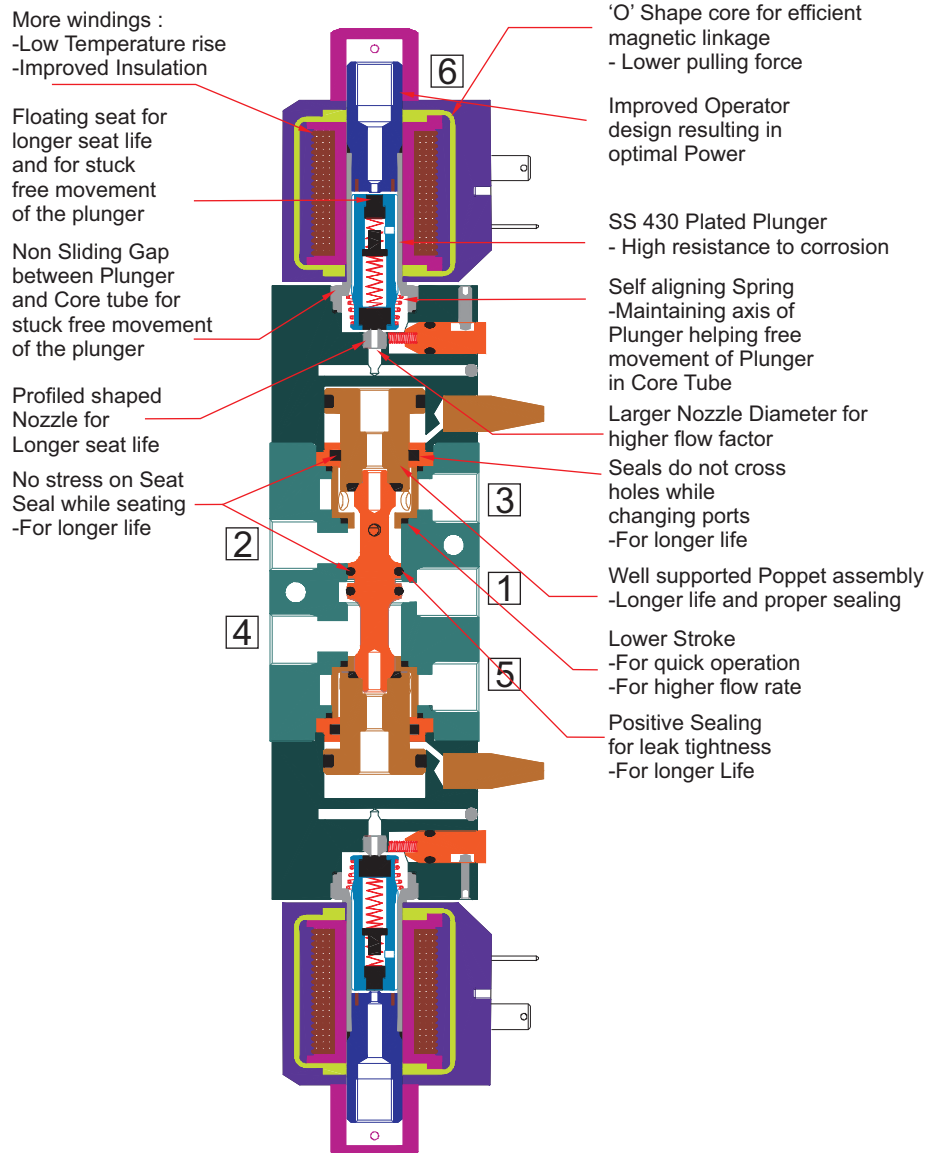 More windings :
-Low Temperature rise
-Improved Insulation
Floating seat for
longer seat life
and for stuck
free movement
of the plunger
Non Sliding Gap
between Plunger
and Core tube for
stuck free movement
of the plunger
Profiled shaped
Nozzle for
Longer seat life
No stress on Seat
Seal while seating
-For longer life
2
4
6
3
1
5
‘O’ Shape core for efficient
magnetic linkage
- Lower pulling force
Improved Operator
design resulting in
optimal Power
SS 430 Plated Plunger
- High resistance to corrosion
Self aligning Spring
-Maintaining axis of
Plunger helping free
movement of Plunger
in Core Tube
Larger Nozzle Diameter for
higher flow factor
Seals do not cross
holes while
changing ports
-For longer life
Well supported Poppet assembly
-Longer life and proper sealing
Lower Stroke
-For quick operation
-For higher flow rate
Positive Sealing
for leak tightness
-For longer Life